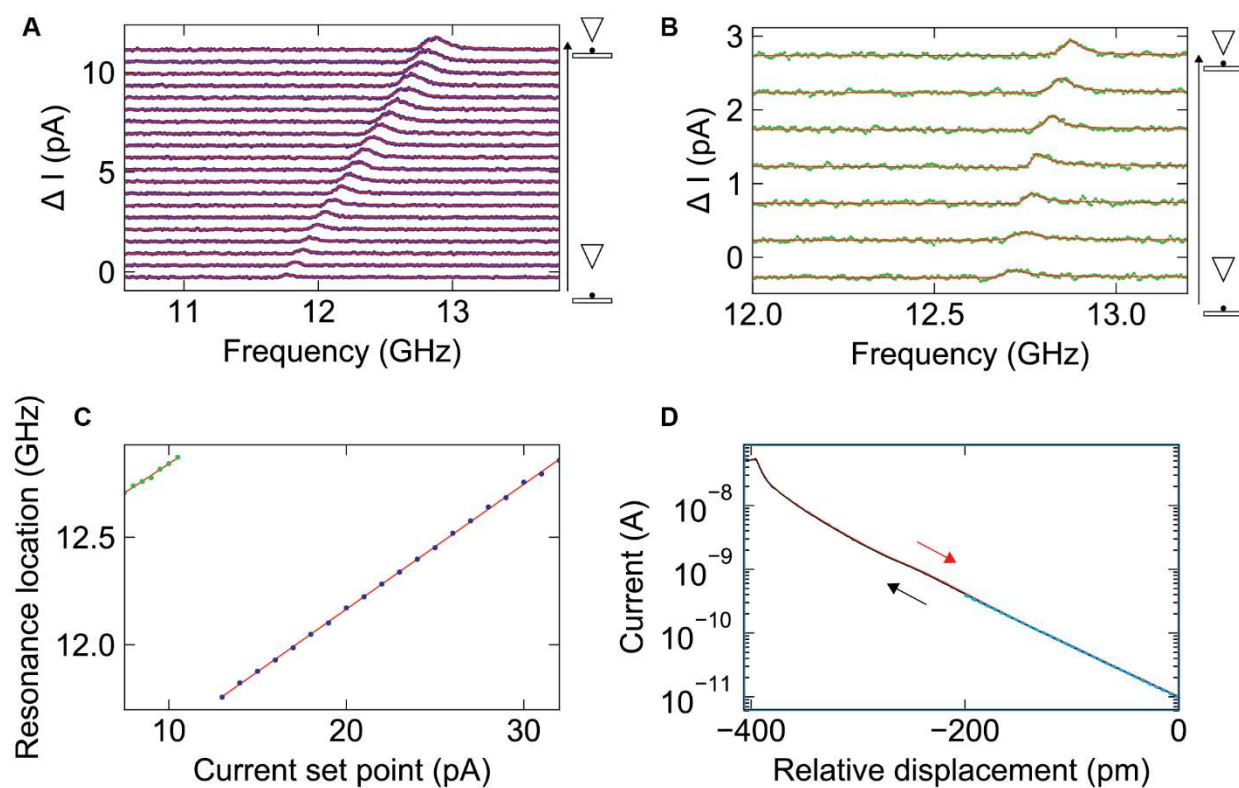 A
Δ I (pA)
10
5
0
11
12
13
Frequency (GHz)
B
Δ I (pA)
3
2
1
0
12.0
12.5
13.0
Frequency (GHz)
C
Resonance location (GHz)
12.5
12.0
10
20
30
Current set point (pA)
D
Current (A)
10⁻⁸
10⁻⁹
10⁻¹⁰
10⁻¹¹
−400
−200
0
Relative displacement (pm)